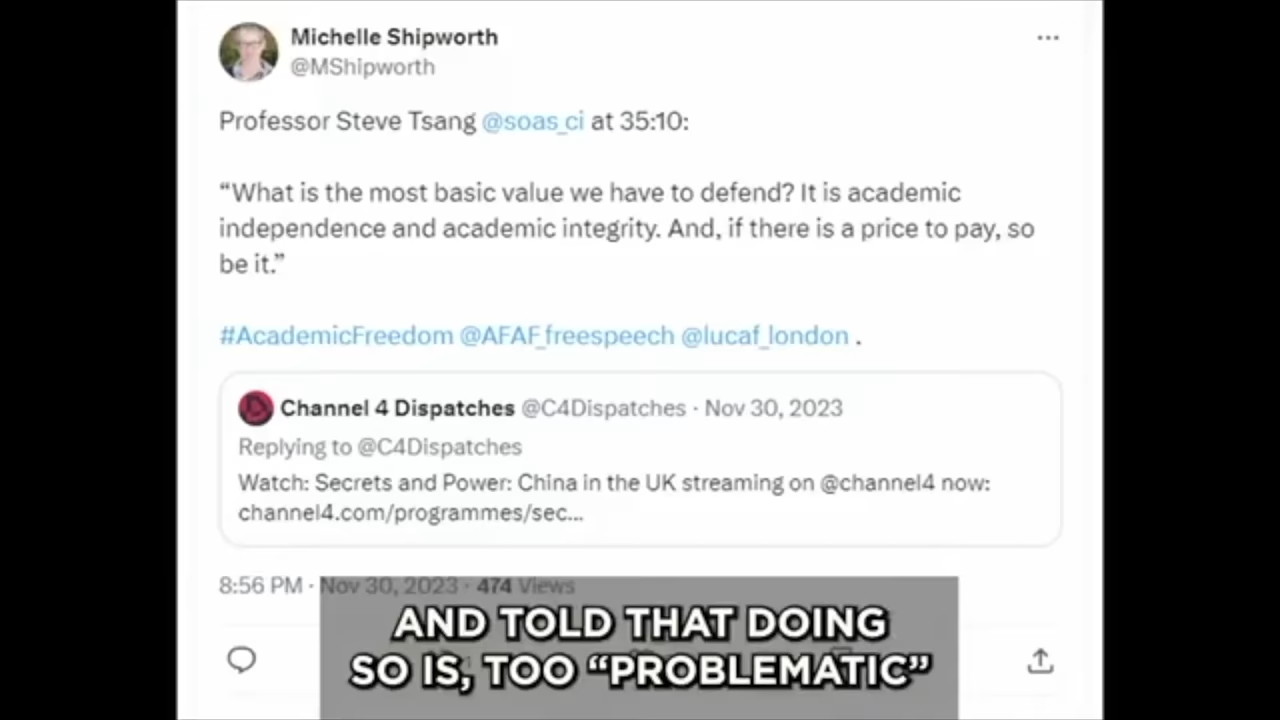 Michelle Shipworth
@MShipworth
Professor Steve Tsang @soas_ci at 35:10:
“What is the most basic value we have to defend? It is academic
independence and academic integrity. And, if there is a price to pay, so
be it.”
#AcademicFreedom @AFAF_freespeech @lucaf_london .
Channel 4 Dispatches @C4Dispatches · Nov 30, 2023
Replying to @C4Dispatches
Watch: Secrets and Power: China in the UK streaming on @channel4 now:
channel4.com/programmes/sec...
8:56 PM · Nov 30, 2023 · 474 Views
AND TOLD THAT DOING
SO IS, TOO “PROBLEMATIC”